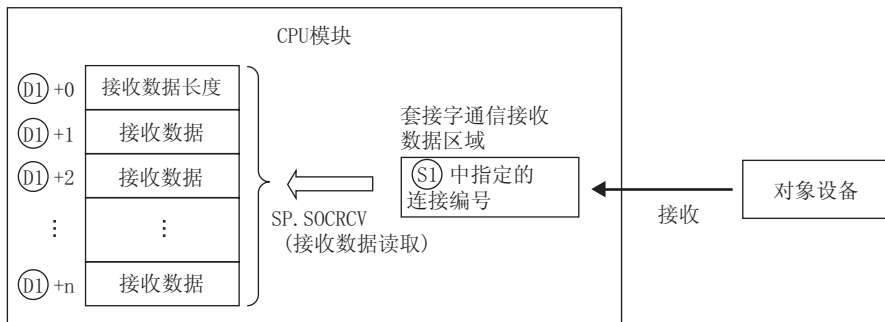 CPU模块
D1 +0 接收数据长度
D1 +1 接收数据
D1 +2 接收数据
⋮ ⋮
D1 +n 接收数据
SP.SOCRCV
(接收数据读取)
套接字通信接收
数据区域
S1 中指定的
连接编号
接收
对象设备